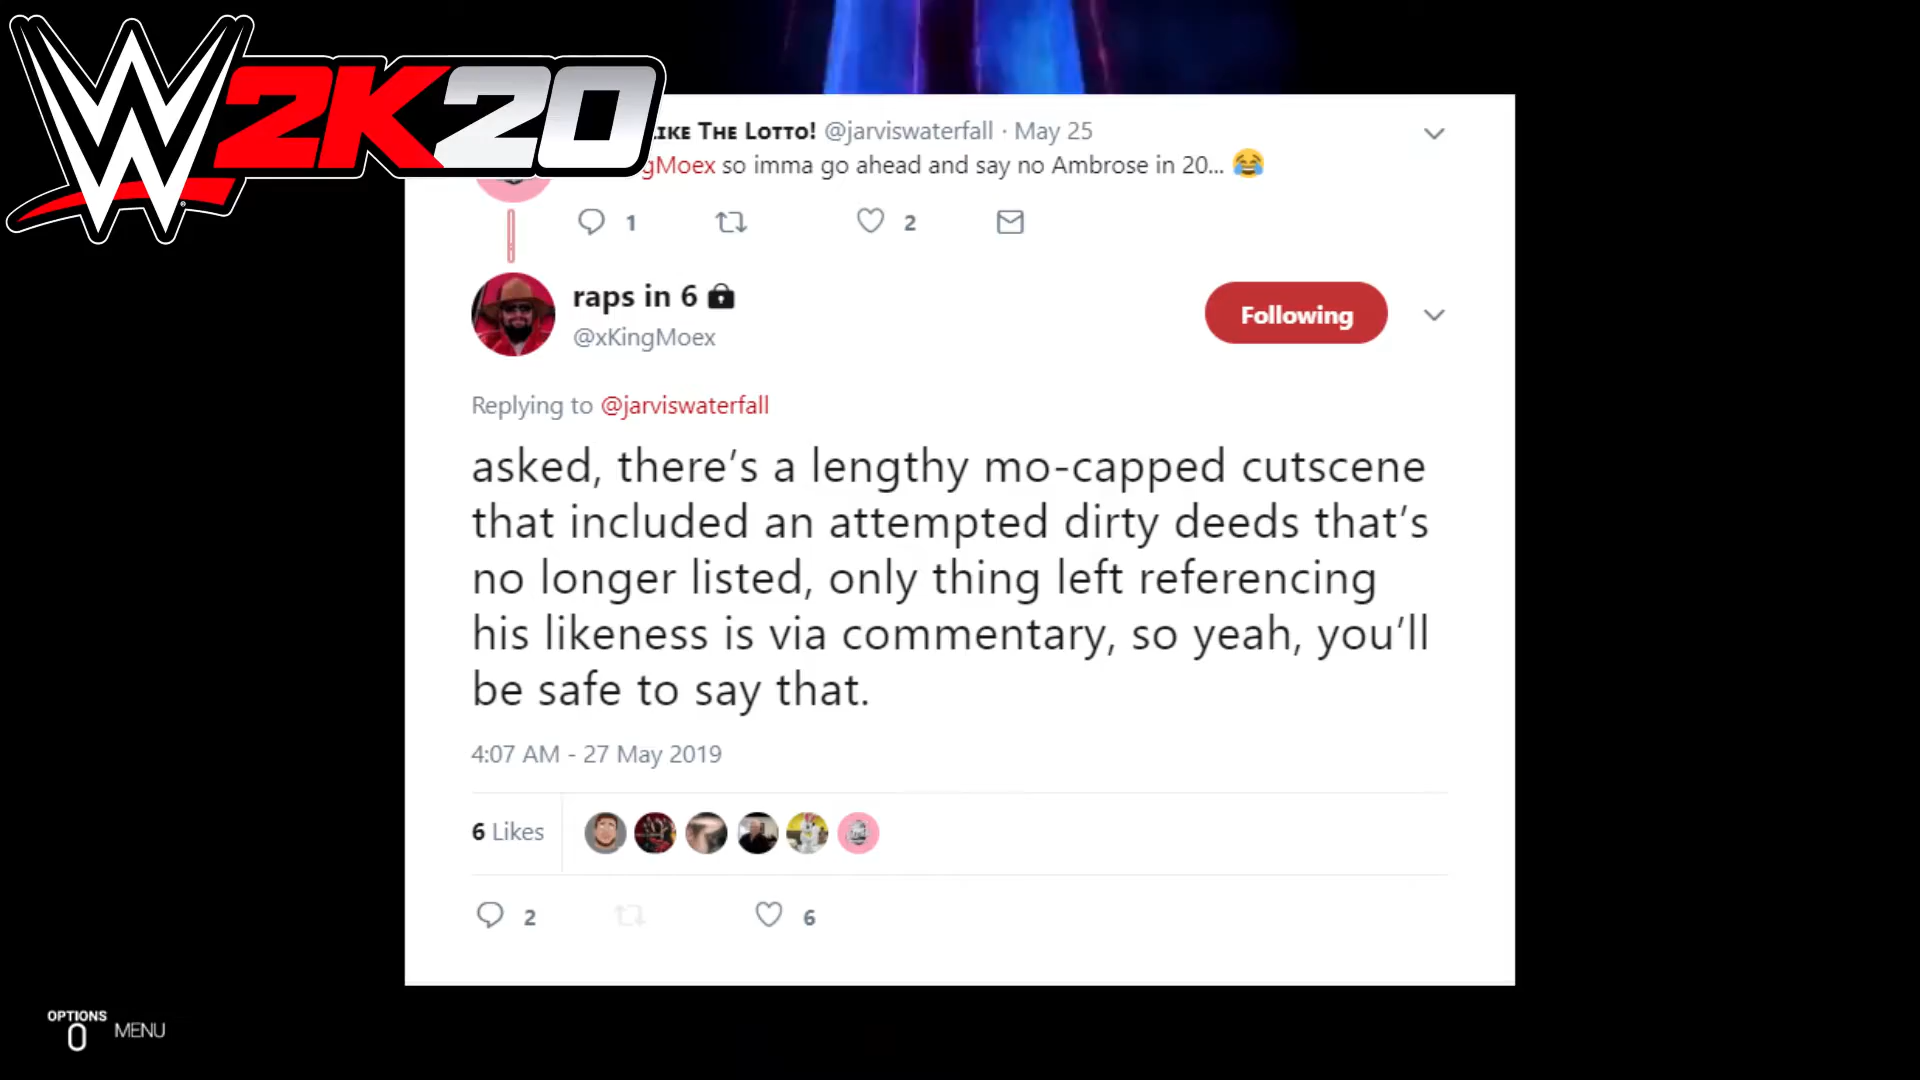 W 2K20
IKE THE LOTTO! @jarviswaterfall · May 25
gMoex so imma go ahead and say no Ambrose in 20... 😂
1 2
raps in 6
@xKingMoex
Following
Replying to @jarviswaterfall
asked, there’s a lengthy mo-capped cutscene
that included an attempted dirty deeds that’s
no longer listed, only thing left referencing
his likeness is via commentary, so yeah, you’ll
be safe to say that.
4:07 AM - 27 May 2019
6 Likes
2 6
OPTIONS
MENU